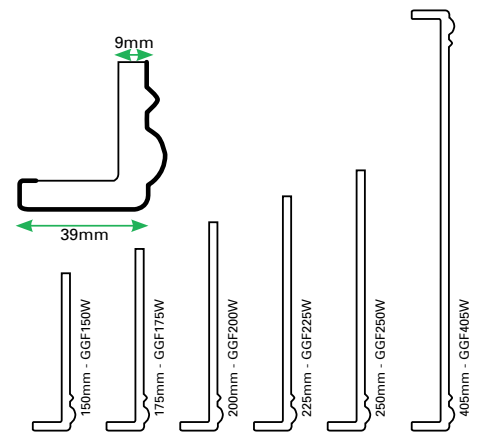 9mm
39mm
150mm - GGF150W
175mm - GGF175W
200mm - GGF200W
225mm - GGF225W
250mm - GGF250W
405mm - GGF405W